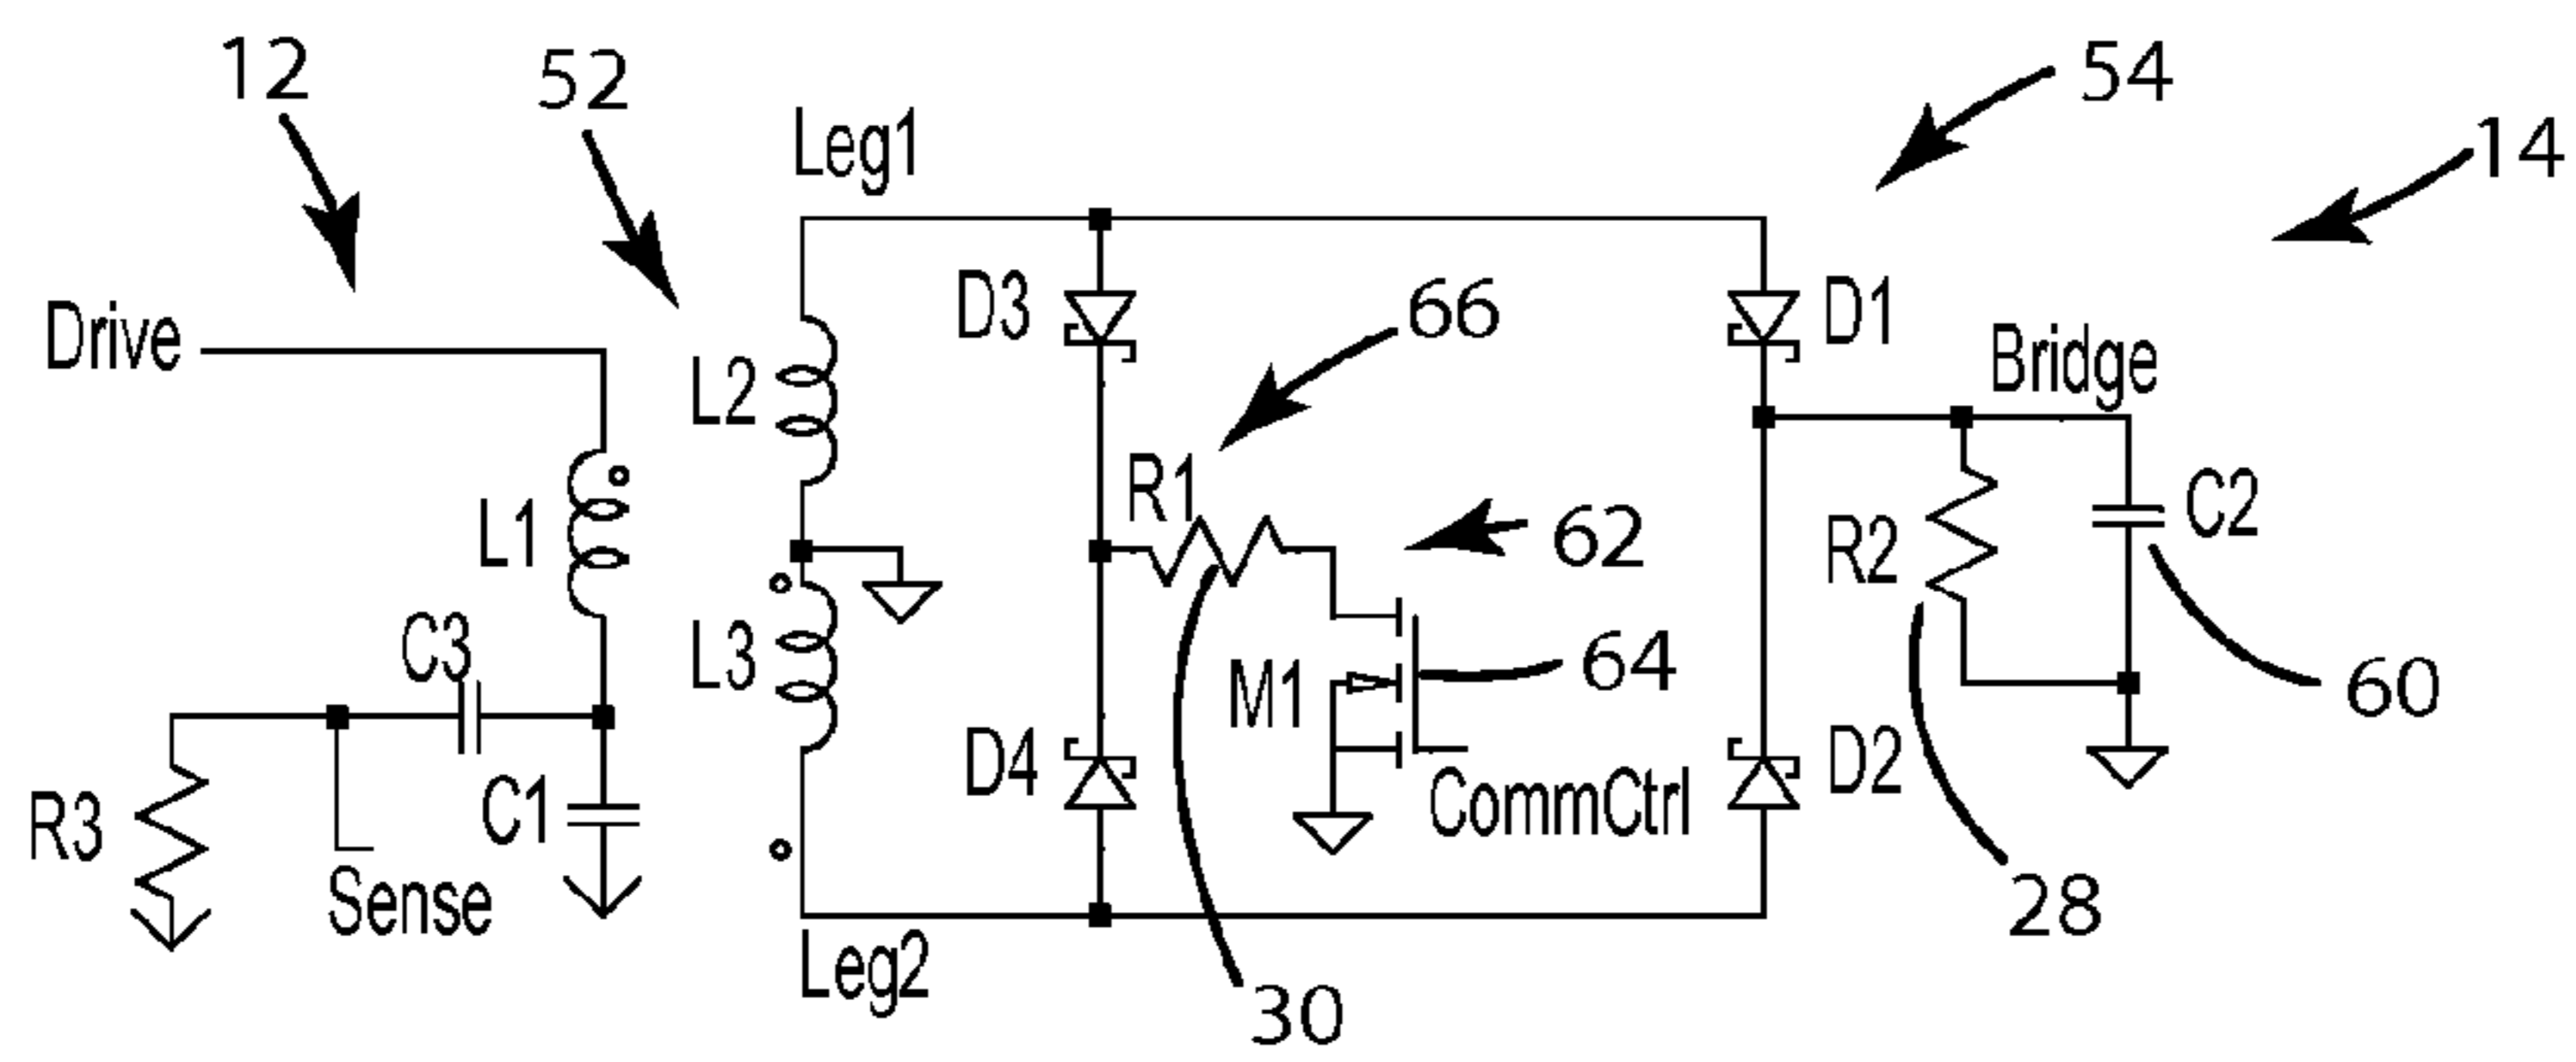 12
52
54
14
Leg1
Drive
D3
66
D1
Bridge
L2
L1
R1
62
R2
C2
C3
L3
M1
64
60
R3
C1
Sense
D4
CommCtrl
D2
28
Leg2
30